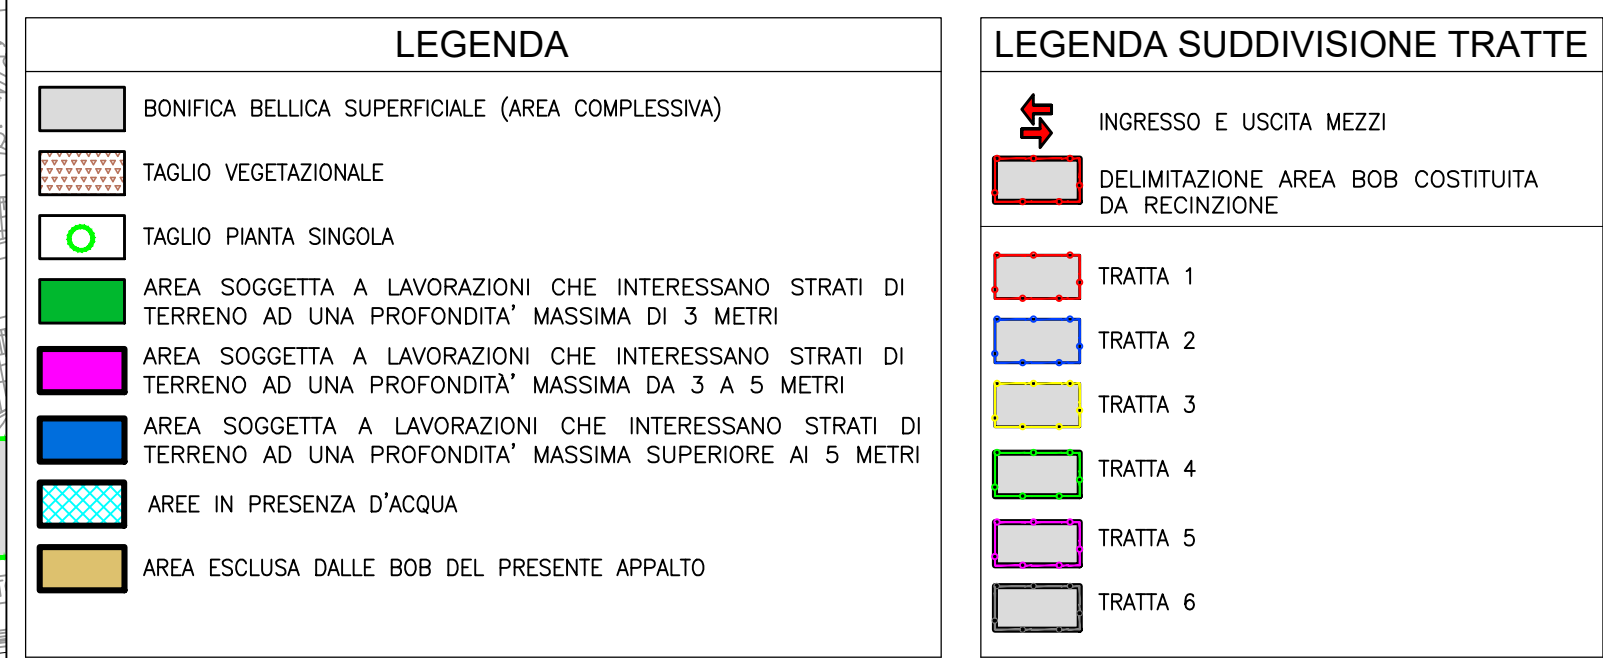 LEGENDA
BONIFICA BELLICA SUPERFICIALE (AREA COMPLESSIVA)
TAGLIO VEGETAZIONALE
TAGLIO PIANTA SINGOLA
AREA SOGGETTA A LAVORAZIONI CHE INTERESSANO STRATI DI
TERRENO AD UNA PROFONDITA' MASSIMA DI 3 METRI
AREA SOGGETTA A LAVORAZIONI CHE INTERESSANO STRATI DI
TERRENO AD UNA PROFONDITÀ' MASSIMA DA 3 A 5 METRI
AREA SOGGETTA A LAVORAZIONI CHE INTERESSANO STRATI DI
TERRENO AD UNA PROFONDITA' MASSIMA SUPERIORE AI 5 METRI
AREE IN PRESENZA D'ACQUA
AREA ESCLUSA DALLE BOB DEL PRESENTE APPALTO
LEGENDA SUDDIVISIONE TRATTE
INGRESSO E USCITA MEZZI
DELIMITAZIONE AREA BOB COSTITUITA
DA RECINZIONE
TRATTA 1
TRATTA 2
TRATTA 3
TRATTA 4
TRATTA 5
TRATTA 6